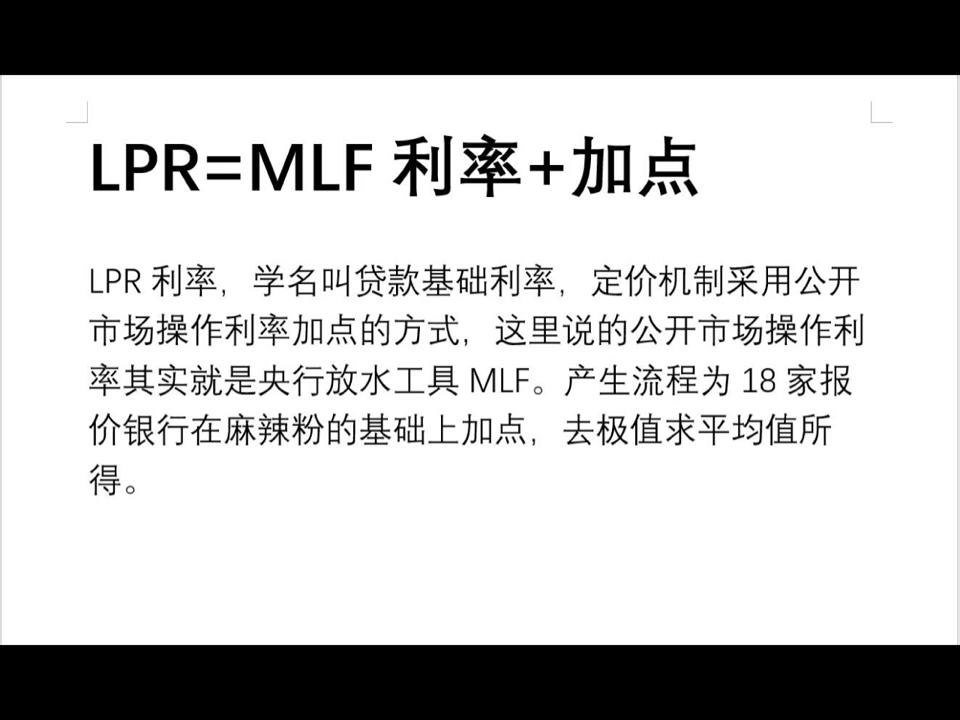 LPR=MLF 利率+加点
LPR 利率，学名叫贷款基础利率，定价机制采用公开
市场操作利率加点的方式，这里说的公开市场操作利
率其实就是央行放水工具 MLF。产生流程为 18 家报
价银行在麻辣粉的基础上加点，去极值求平均值所
得。